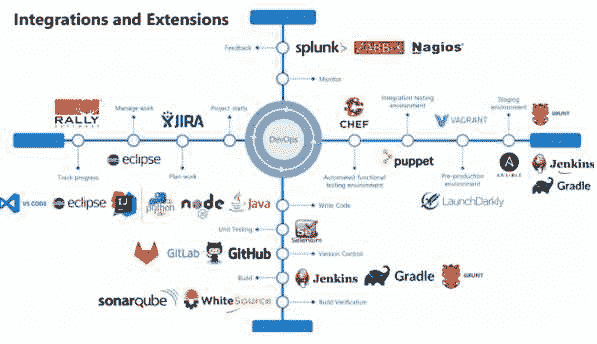 Integrations and Extensions
Feedback
splunk>
ZABBIX
Nagios
Monitor
RALLY
SOFTWARE
Manage work
JIRA
Project starts
DevOps
CHEF
Integration testing
environment
VAGRANT
Staging
environment
GRUNT
eclipse
Track progress
Plan work
Automated functional
testing environment
puppet
Pre-production
environment
ANSIBLE
Jenkins
Gradle
LaunchDarkly
VS CODE
eclipse
IJ
python
node
Java
Write Code
Unit Testing
Selenium
GitLab
GitHub
Version Control
Build
Jenkins
Gradle
GRUNT
sonarqube
WhiteSource
Build Verification